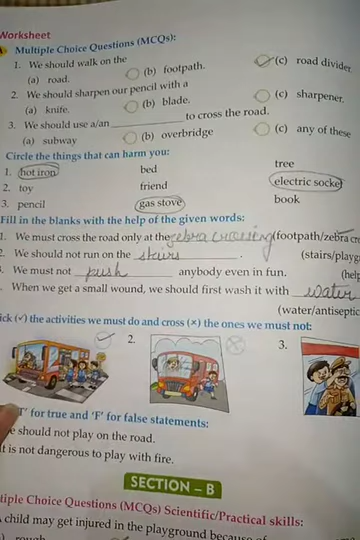 Worksheet
Multiple Choice Questions (MCQs):
1. We should walk on the
(a) road. (b) footpath. (c) road divider.
2. We should sharpen our pencil with a
(a) knife. (b) blade. (c) sharpener.
3. We should use a/an ____________ to cross the road.
(a) subway (b) overbridge (c) any of these
Circle the things that can harm you:
1. hot iron bed tree
2. toy friend electric socket
3. pencil gas stove book
Fill in the blanks with the help of the given words:
1. We must cross the road only at the zebra crossing (footpath/zebra cro
2. We should not run on the stairs. (stairs/playg
3. We must not push anybody even in fun. (help
When we get a small wound, we should first wash it with water
(water/antiseptic
ick (✓) the activities we must do and cross (×) the ones we must not:
2. 3.
'T' for true and 'F' for false statements:
e should not play on the road.
It is not dangerous to play with fire.
SECTION – B
tiple Choice Questions (MCQs) Scientific/Practical skills:
A child may get injured in the playground because of
rough